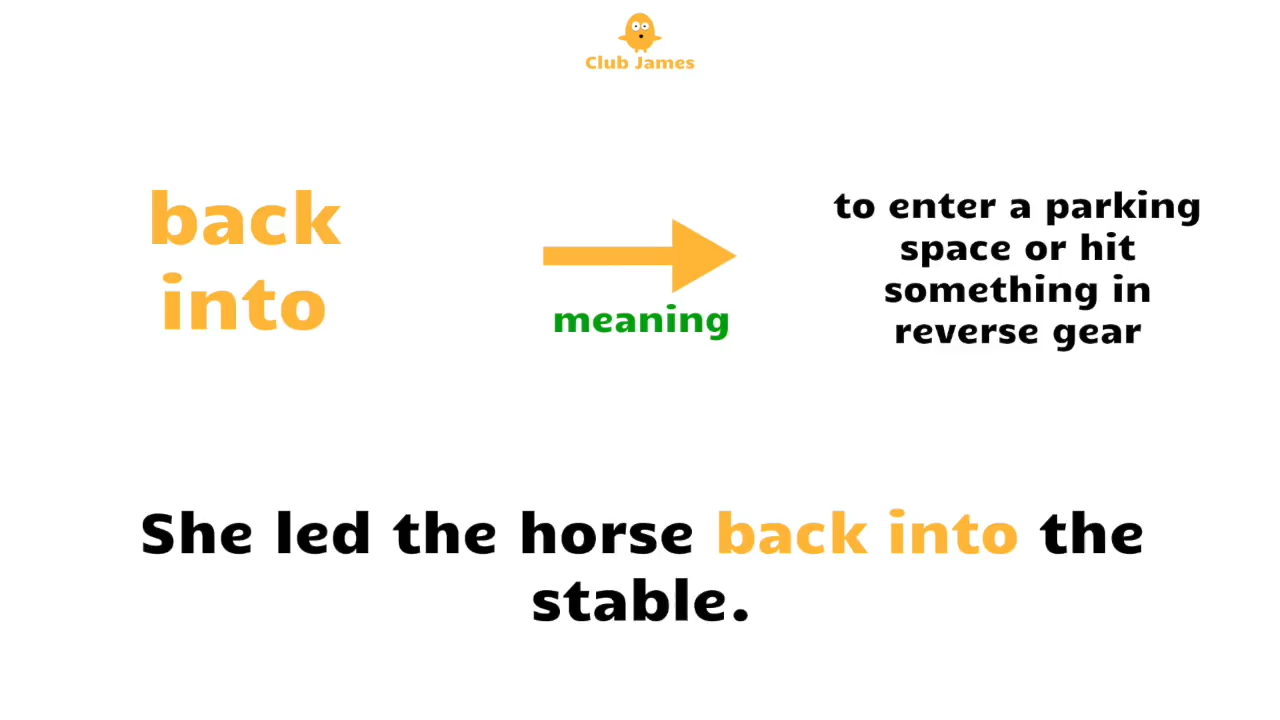 Club James
back
into
meaning
to enter a parking
space or hit
something in
reverse gear
She led the horse back into the
stable.